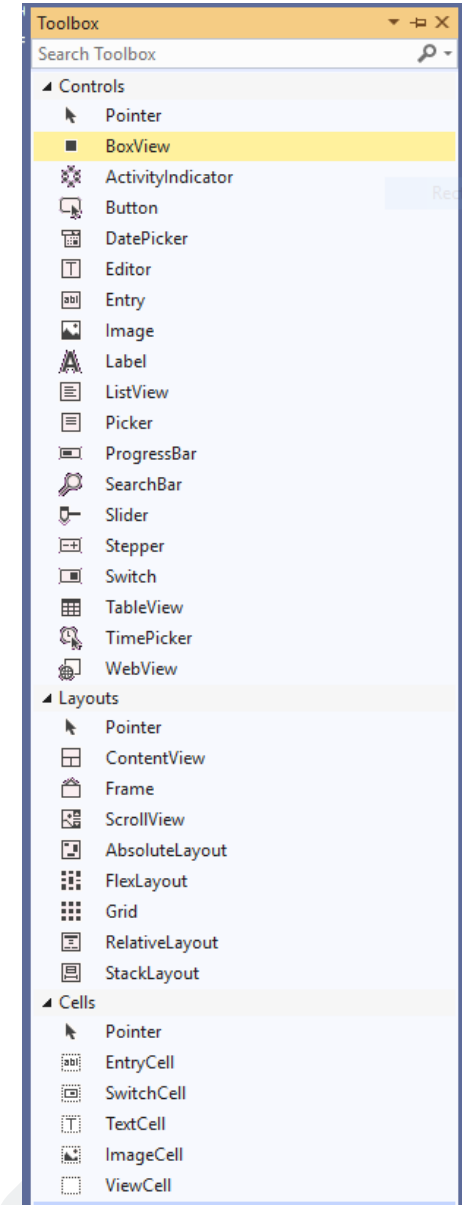 Toolbox
Search Toolbox
Controls
Pointer
BoxView
ActivityIndicator
Rec
Button
DatePicker
Editor
Entry
Image
Label
ListView
Picker
ProgressBar
SearchBar
Slider
Stepper
Switch
TableView
TimePicker
WebView
Layouts
Pointer
ContentView
Frame
ScrollView
AbsoluteLayout
FlexLayout
Grid
RelativeLayout
StackLayout
Cells
Pointer
EntryCell
SwitchCell
TextCell
ImageCell
ViewCell